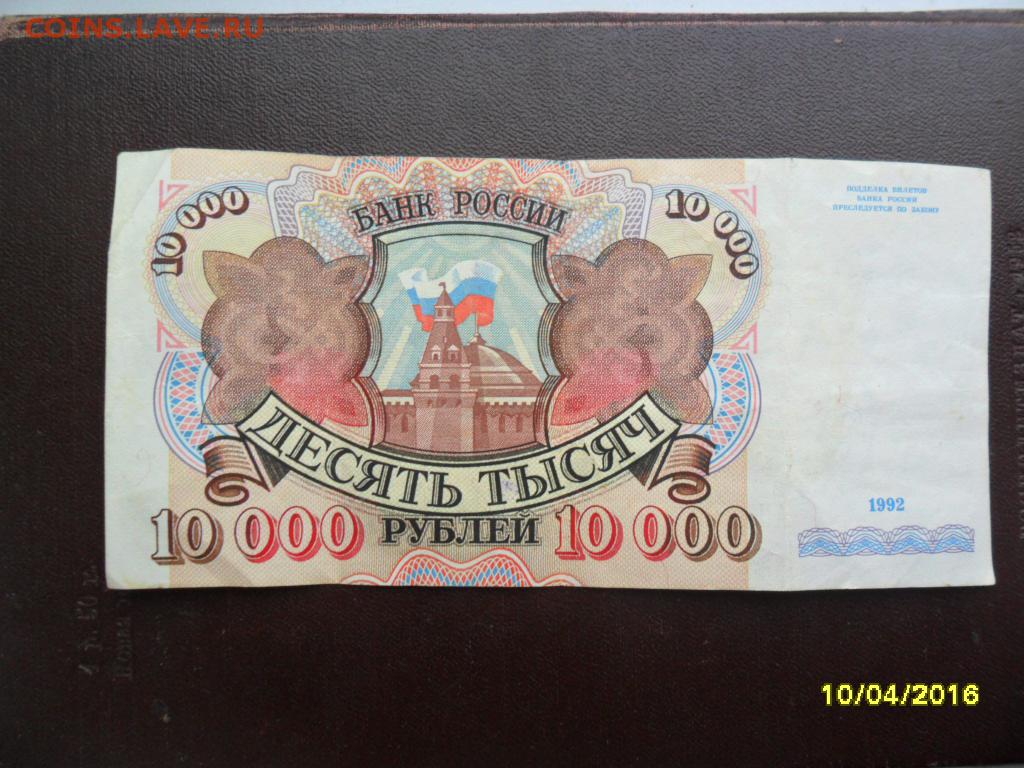 COINS.LAVE.RU
10 000
БАНК РОССИИ
10 000
ПОДДЕЛКА БИЛЕТОВ
БАНКА РОССИИ
ПРЕСЛЕДУЕТСЯ ПО ЗАКОНУ
ДЕСЯТЬ ТЫСЯЧ
10 000 РУБЛЕЙ 10 000
1992
10/04/2016